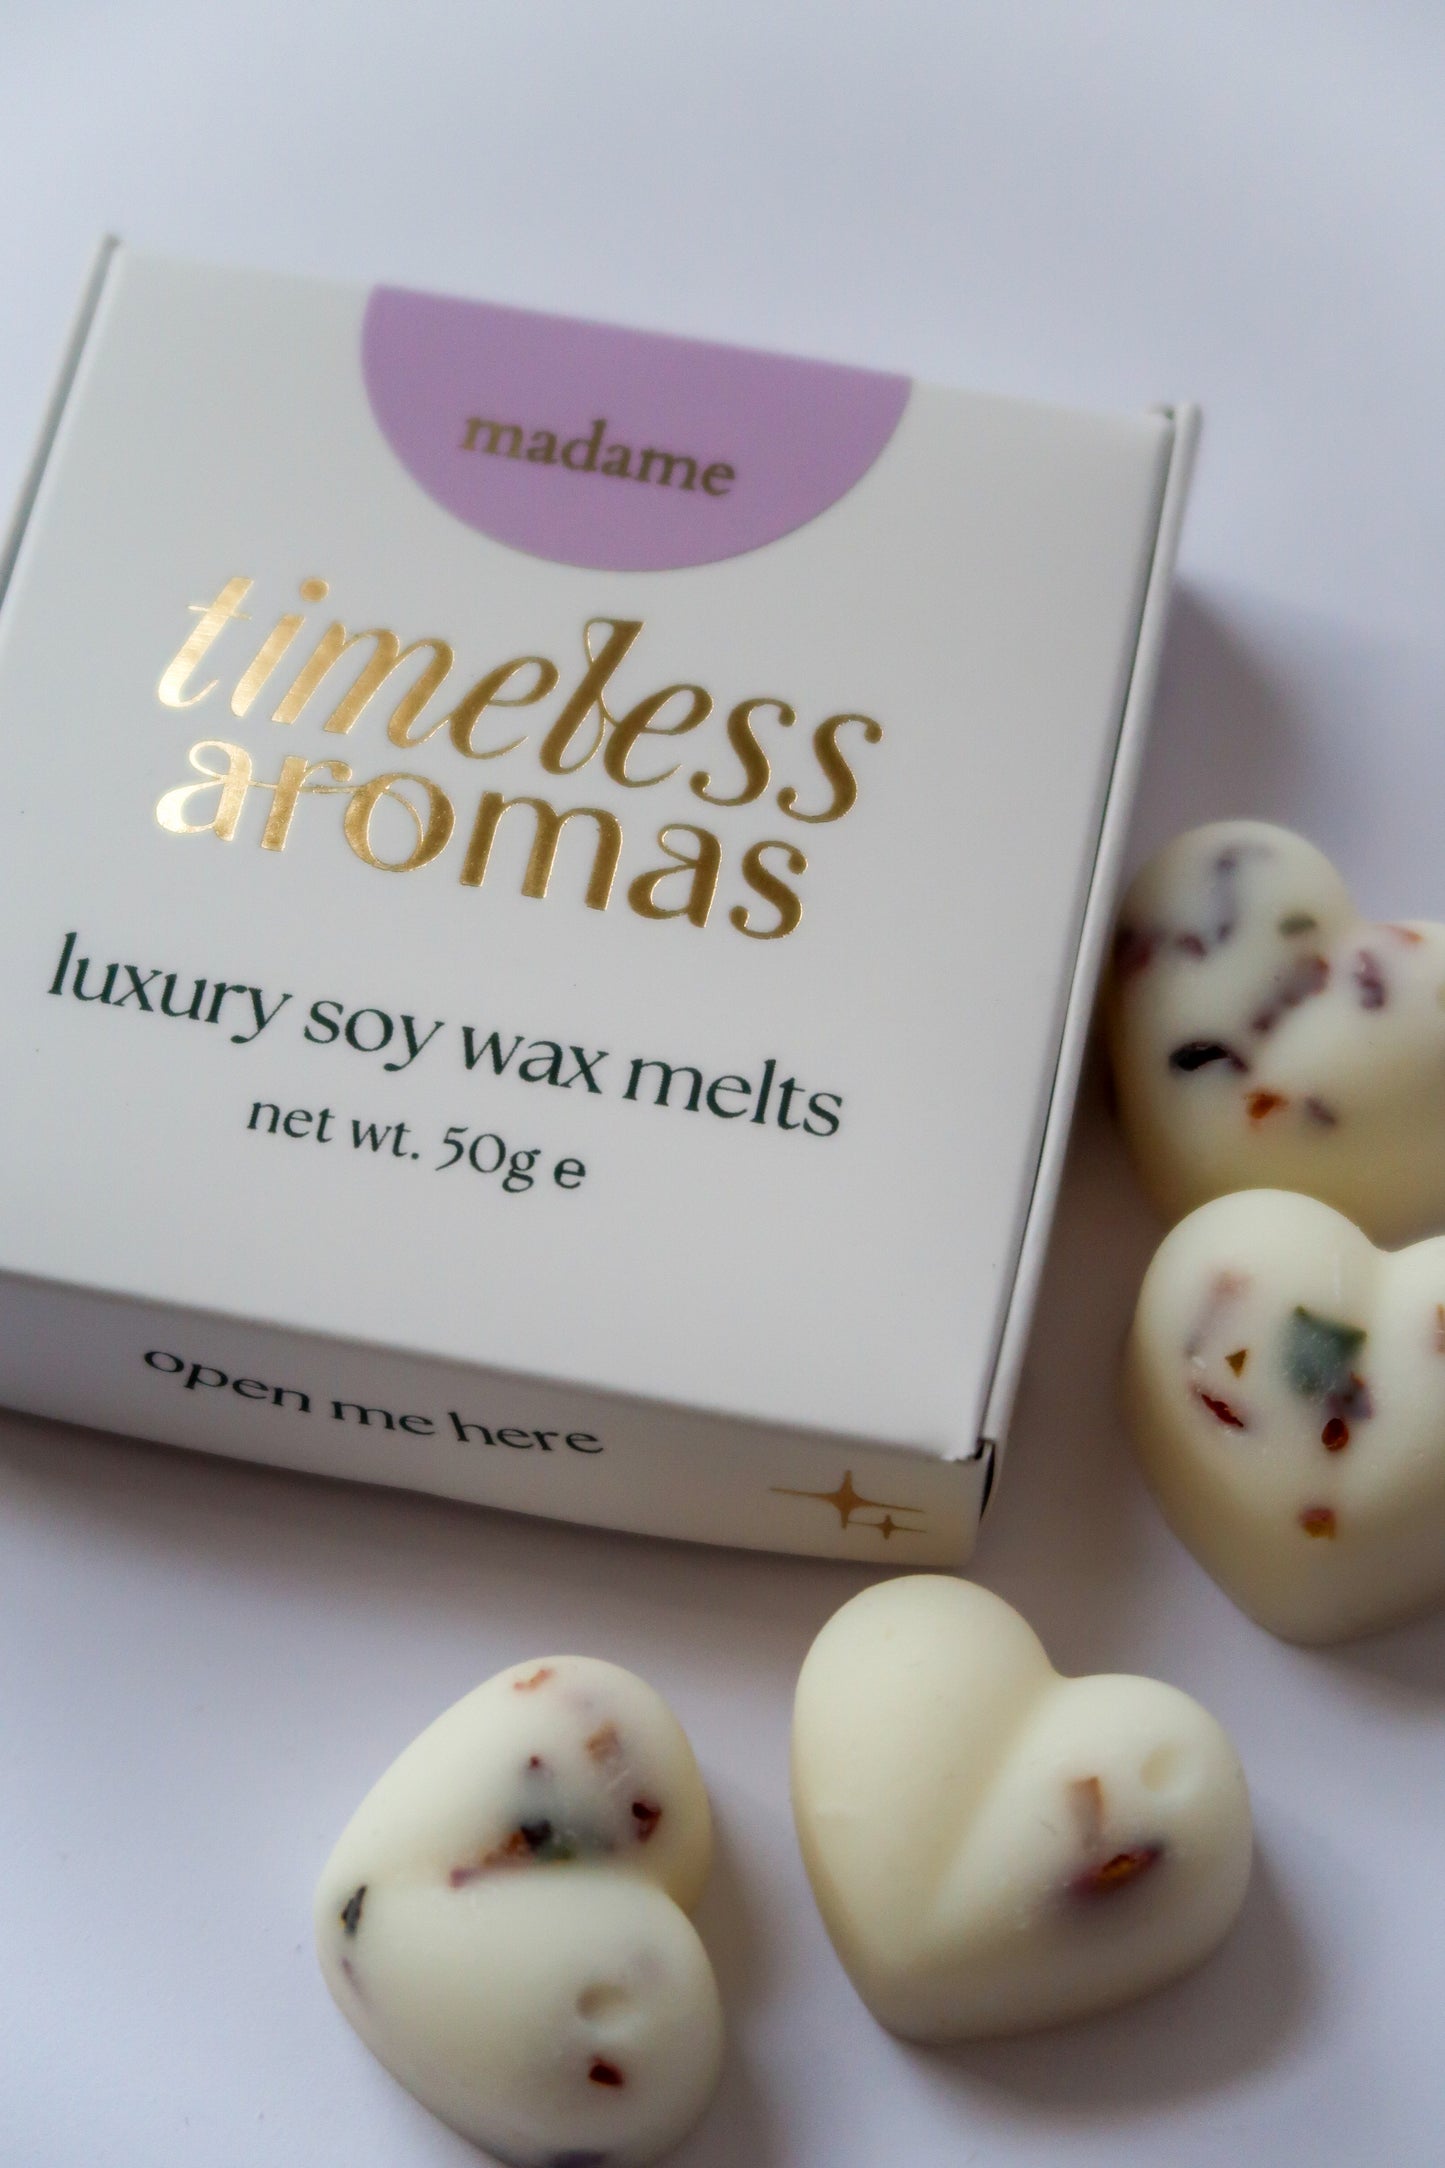 madame
timeless
aromas
luxury soy wax melts
net wt. 50g e
open me here